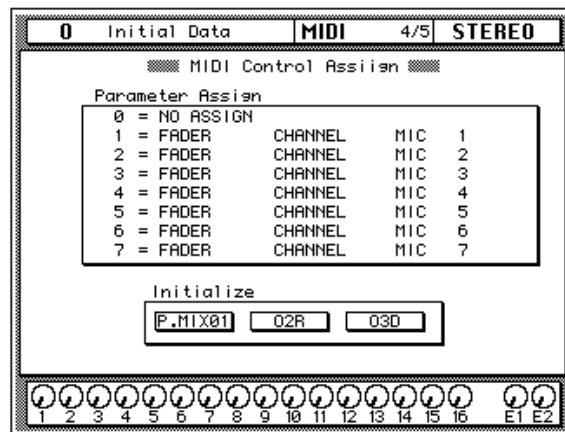 0 Initial Data MIDI 4/5 STEREO
MIDI Control Assiign
Parameter Assign
0 = NO ASSIGN
1 = FADER CHANNEL MIC 1
2 = FADER CHANNEL MIC 2
3 = FADER CHANNEL MIC 3
4 = FADER CHANNEL MIC 4
5 = FADER CHANNEL MIC 5
6 = FADER CHANNEL MIC 6
7 = FADER CHANNEL MIC 7
Initialize
P.MIX01 02R 03D
1 2 3 4 5 6 7 8 9 10 11 12 13 14 15 16 E1 E2